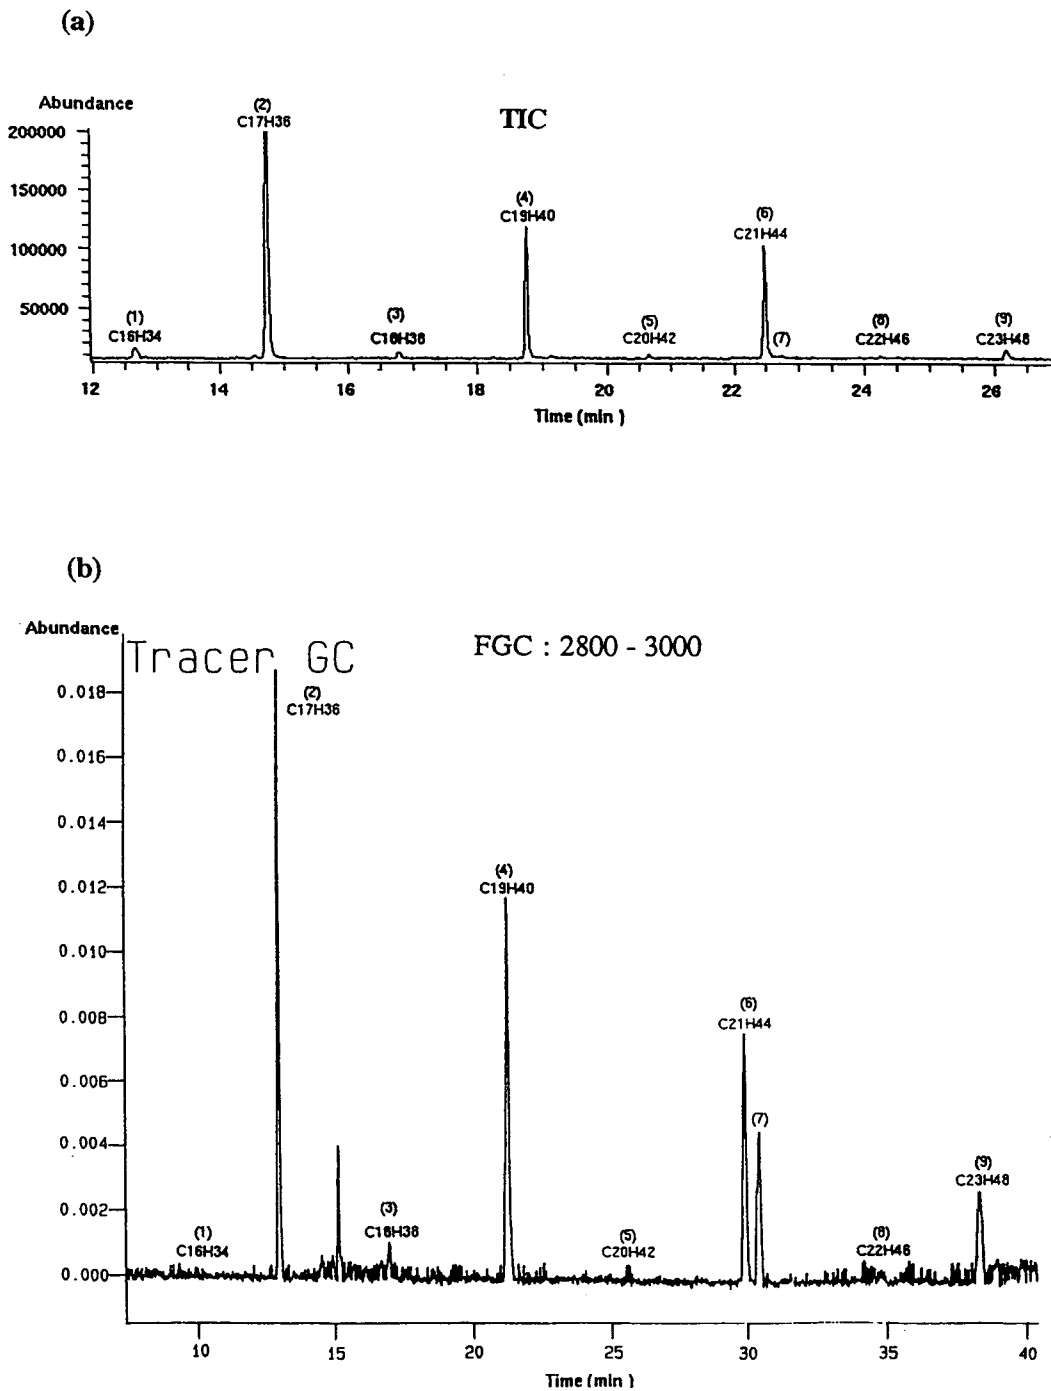 (a)
Abundance
TIC
(2)
C17H36
200000
150000
100000
50000
(4)
C19H40
(6)
C21H44
(1)
C16H34
(3)
C18H38
(5)
C20H42
(7)
(8)
C22H46
(9)
C23H48
12 14 16 18 20 22 24 26
Time (min )
(b)
Abundance
Tracer GC
FGC : 2800 - 3000
(2)
C17H36
0.018
0.016
0.014
0.012
0.010
0.008
0.006
0.004
0.002
0.000
(4)
C19H40
(6)
C21H44
(7)
(9)
C23H48
(3)
C18H38
(1)
C16H34
(5)
C20H42
(8)
C22H46
10 15 20 25 30 35 40
Time (min )